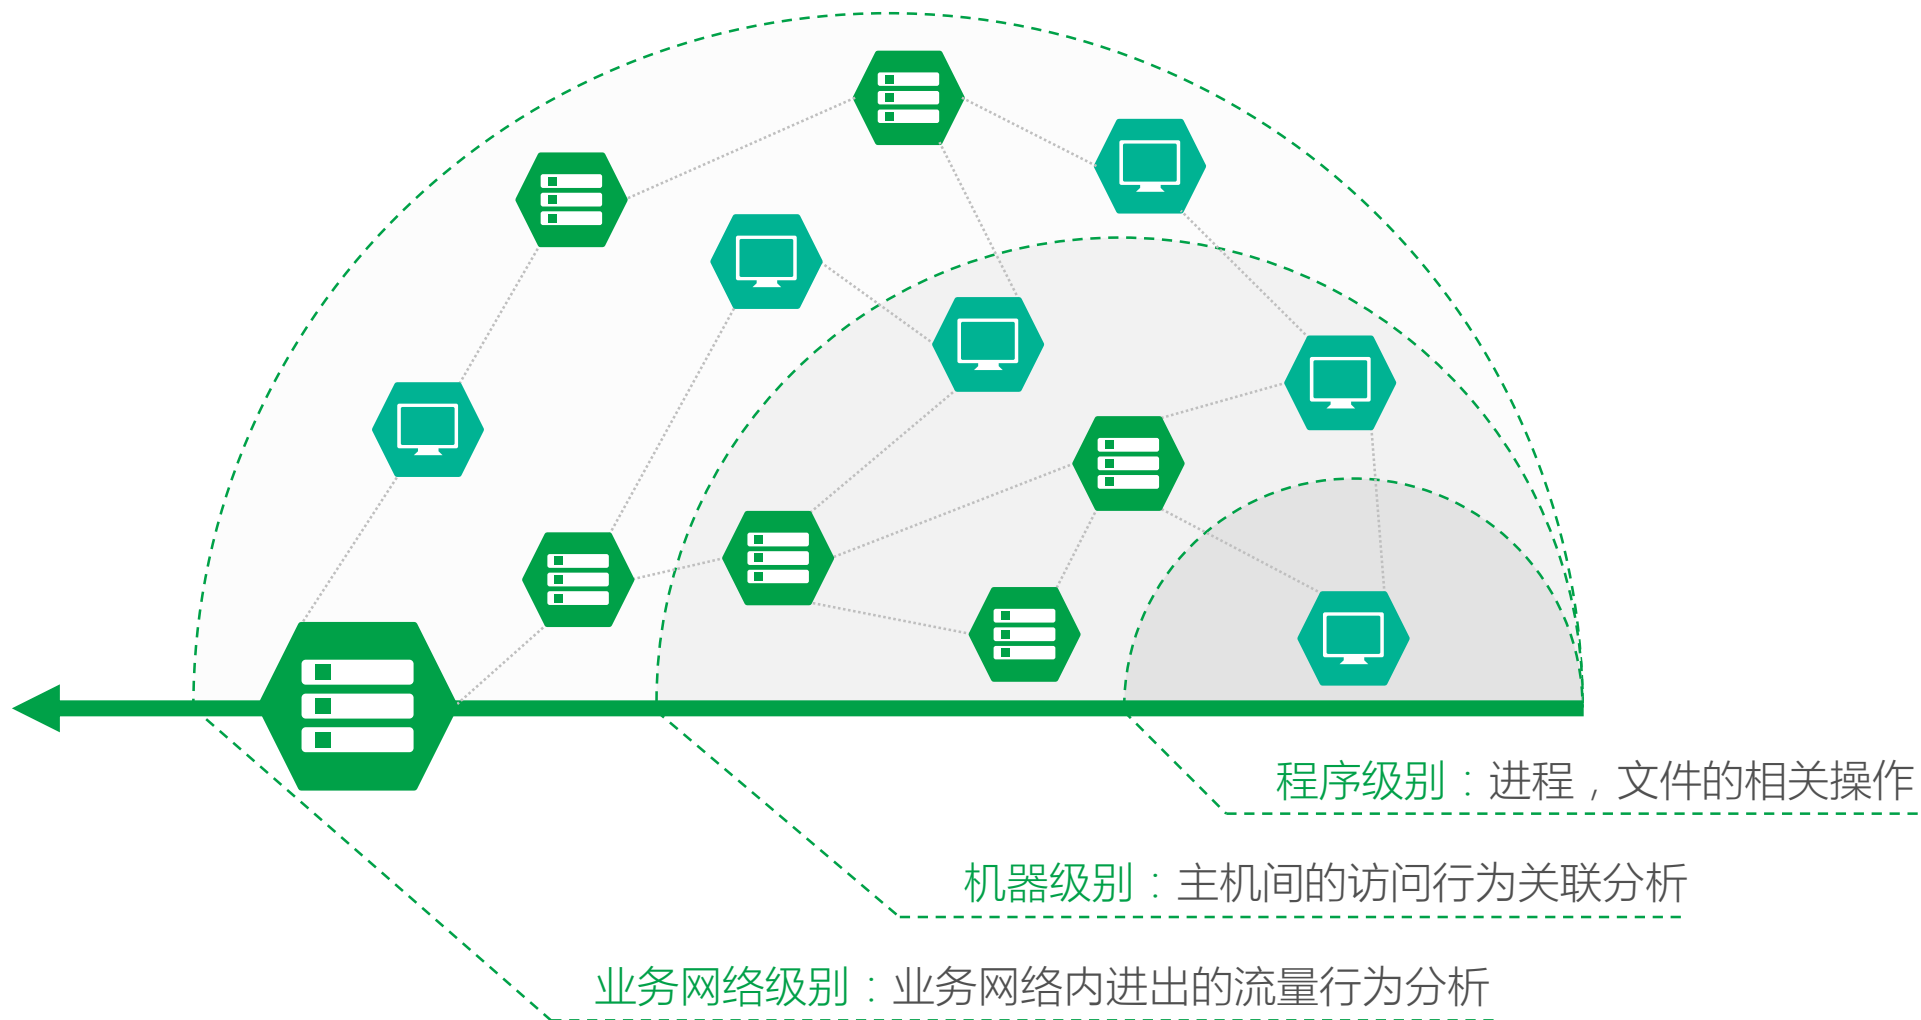 程序级别：进程，文件的相关操作
机器级别：主机间的访问行为关联分析
业务网络级别：业务网络内进出的流量行为分析